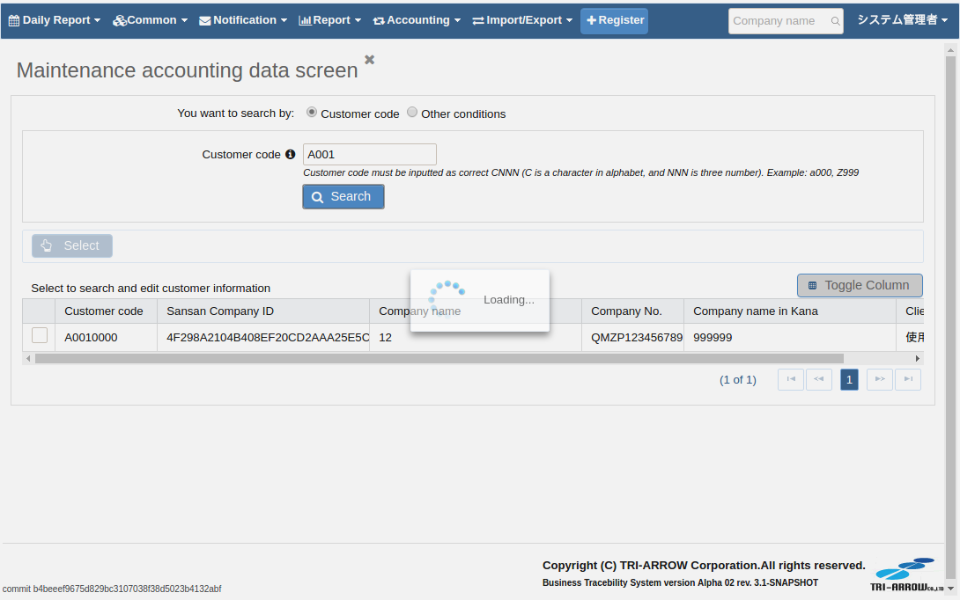 Daily Report Common Notification Report Accounting Import/Export Register Company name システム管理者
Maintenance accounting data screen
You want to search by: Customer code Other conditions
Customer code A001
Customer code must be inputted as correct CNNN (C is a character in alphabet, and NNN is three number). Example: a000, Z999
Search
Select
Loading...
Select to search and edit customer information
Toggle Column
Customer code Sansan Company ID Company name Company No. Company name in Kana Clie
A0010000 4F298A2104B408EF20CD2AAA25E5C 12 QMZP123456789 999999 使用
(1 of 1) 1
Copyright (C) TRI-ARROW Corporation.All rights reserved.
Business Tracebility System version Alpha 02 rev. 3.1-SNAPSHOT
TRI-ARROW CO.,LTD
commit b4beeef9675d829bc3107038f38d5023b4132abf